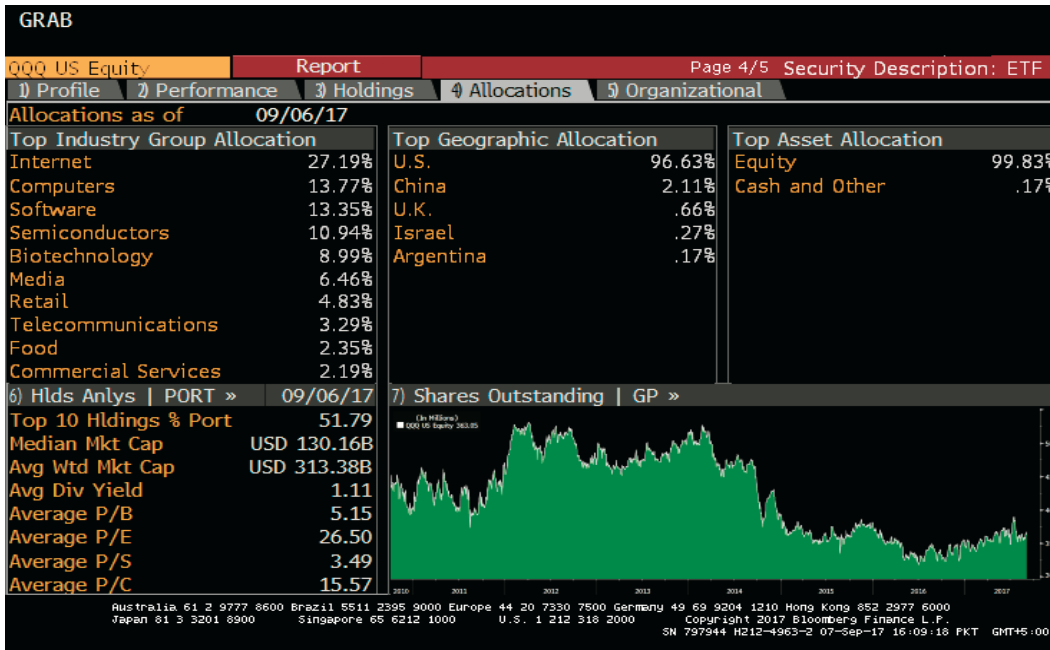 GRAB
QQQ US Equity Report Page 4/5 Security Description: ETF
1) Profile 2) Performance 3) Holdings 4) Allocations 5) Organizational
Allocations as of 09/06/17
Top Industry Group Allocation
Internet 27.19%
Computers 13.77%
Software 13.35%
Semiconductors 10.94%
Biotechnology 8.99%
Media 6.46%
Retail 4.83%
Telecommunications 3.29%
Food 2.35%
Commercial Services 2.19%
Top Geographic Allocation
U.S. 96.63%
China 2.11%
U.K. .66%
Israel .27%
Argentina .17%
Top Asset Allocation
Equity 99.83%
Cash and Other .17%
6) Hlds Anlys | PORT » 09/06/17
Top 10 Hldings % Port 51.79
Median Mkt Cap USD 130.16B
Avg Wtd Mkt Cap USD 313.38B
Avg Div Yield 1.11
Average P/B 5.15
Average P/E 26.50
Average P/S 3.49
Average P/C 15.57
7) Shares Outstanding | GP »
(In Millions)
QQQ US Equity 363.05
2010 2011 2012 2013 2014 2015 2016 2017
Australia 61 2 9777 8600 Brazil 5511 2395 9000 Europe 44 20 7330 7500 Germany 49 69 9204 1210 Hong Kong 852 2977 6000
Japan 81 3 3201 8900 Singapore 65 6212 1000 U.S. 1 212 318 2000 Copyright 2017 Bloomberg Finance L.P.
SN 797944 H212-4963-2 07-Sep-17 16:09:18 PKT GMT+5:00